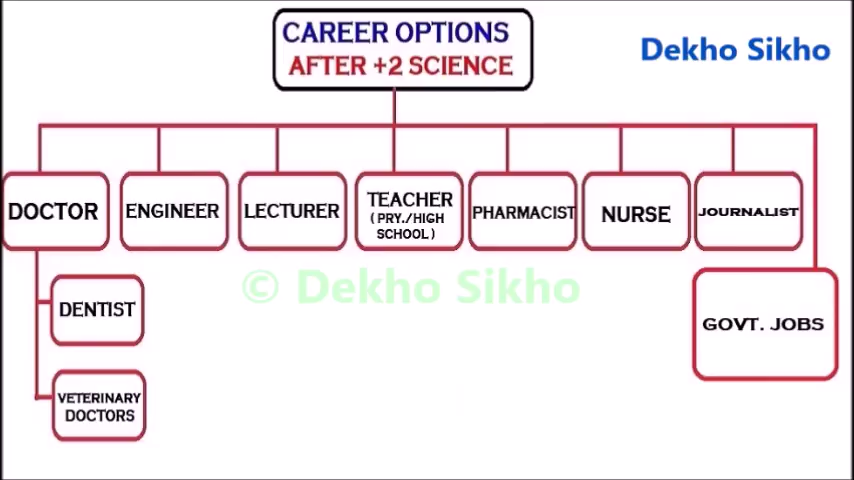 CAREER OPTIONS
AFTER +2 SCIENCE
Dekho Sikho
DOCTOR
ENGINEER
LECTURER
TEACHER
(PRY./HIGH
SCHOOL)
PHARMACIST
NURSE
JOURNALIST
© Dekho Sikho
DENTIST
GOVT. JOBS
VETERINARY
DOCTORS